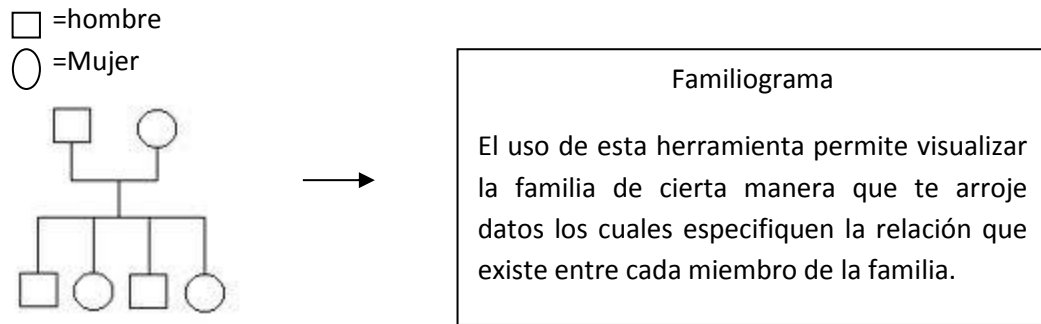 =hombre
=Mujer
Familiograma
El uso de esta herramienta permite visualizar
la familia de cierta manera que te arroje
datos los cuales especifiquen la relación que
existe entre cada miembro de la familia.